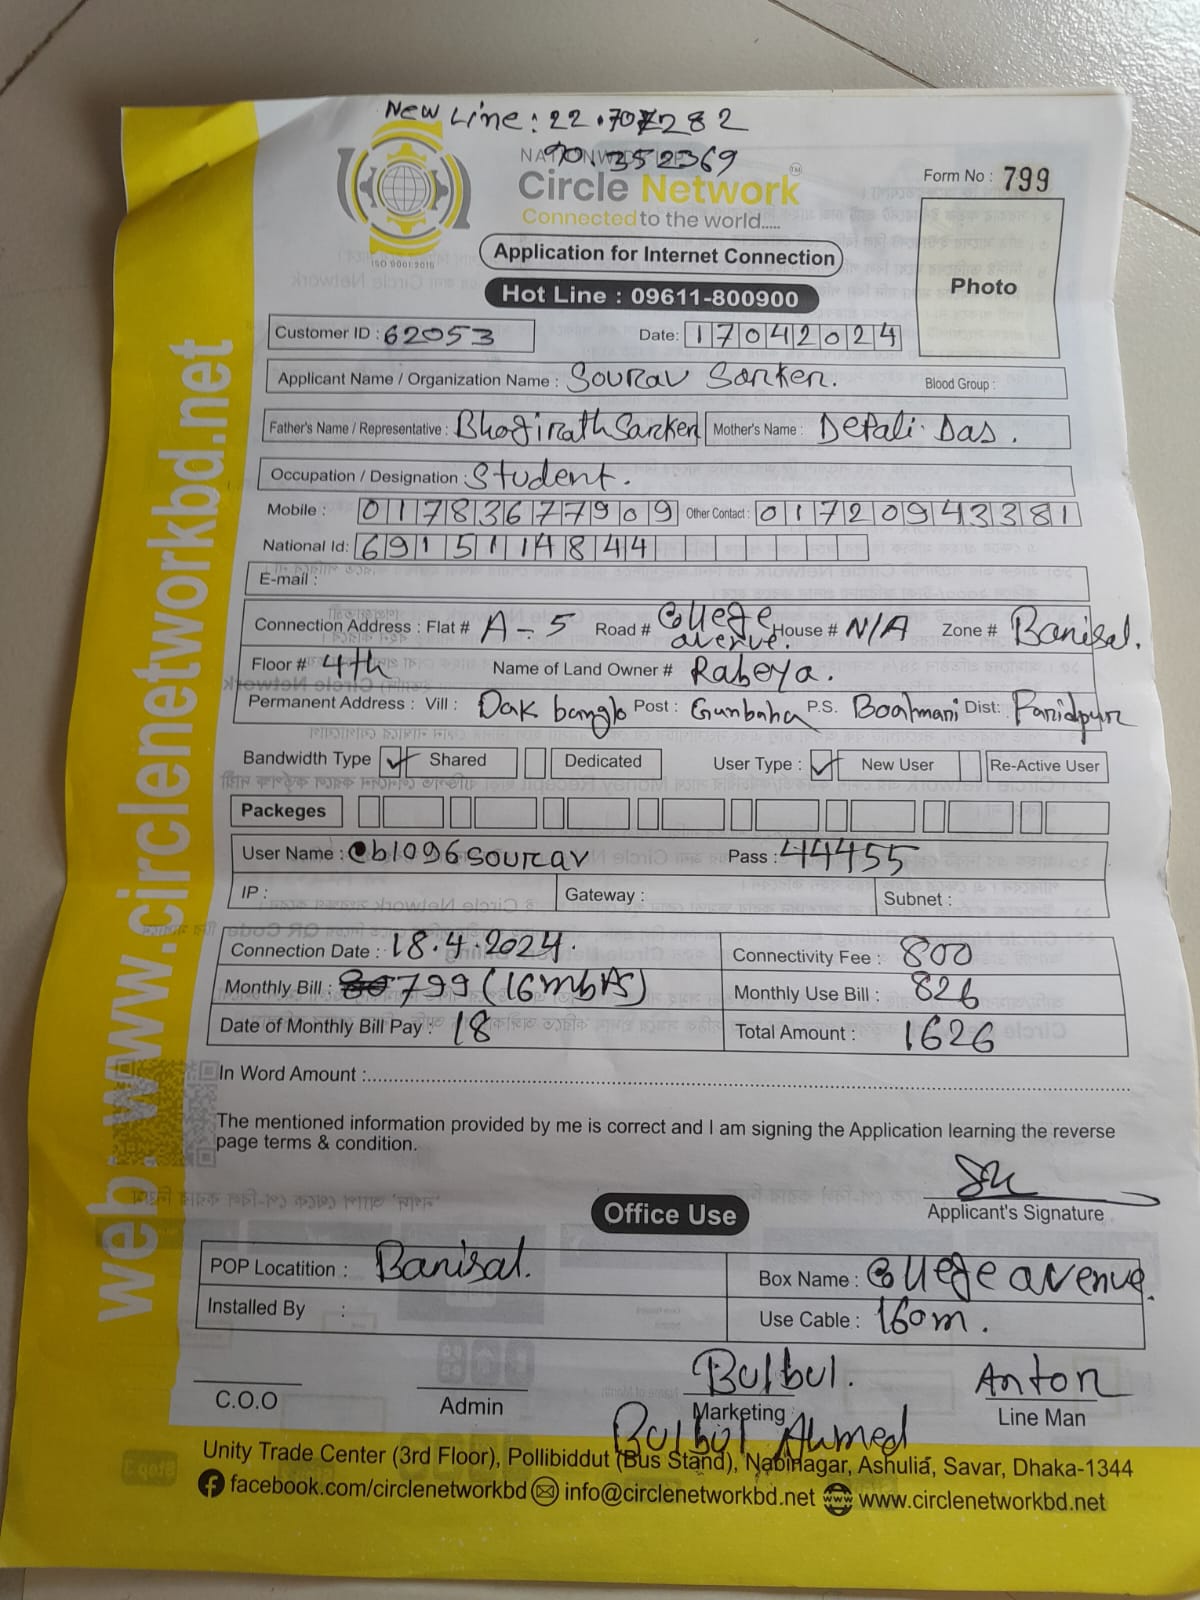 New Line: 22.707282
90.352369
NATIONWIDE ISP
Circle Network™
Connected to the world.....
ISO 9001:2015
Form No : 799
Photo
Application for Internet Connection
Hot Line : 09611-800900
Customer ID : 62053 Date: 17042024
Applicant Name / Organization Name : Sourav Sarker. Blood Group :
Father's Name / Representative : Bhagirath Sarker Mother's Name : Depali Das.
Occupation / Designation : Student.
Mobile : 01783677909 Other Contact : 01720943381
National Id: 6915114844
E-mail :
Connection Address : Flat # A-5 Road # College avenue. House # N/A Zone # Barisal.
Floor # 4th Name of Land Owner # Rabeya.
Permanent Address : Vill : Dak banglo Post : Gunbaha P.S. Boalmari Dist: Faridpur
Bandwidth Type ✓ Shared Dedicated User Type : ✓ New User Re-Active User
Packeges
User Name : cb1096sourav Pass : 44455
IP : Gateway : Subnet :
Connection Date : 18.4.2024. Connectivity Fee : 800
Monthly Bill : 799 (16mbps) Monthly Use Bill : 826
Date of Monthly Bill Pay : 18 Total Amount : 1626
In Word Amount :
The mentioned information provided by me is correct and I am signing the Application learning the reverse
page terms & condition.
Applicant's Signature
Office Use
POP Locatition : Barisal. Box Name : College avenue.
Installed By : Use Cable : 160m.
Bulbul. Anton
C.O.O Admin Marketing Line Man
Bulbul Ahmed
Unity Trade Center (3rd Floor), Pollibiddut (Bus Stand), Nabinagar, Ashulia, Savar, Dhaka-1344
facebook.com/circlenetworkbd info@circlenetworkbd.net www.circlenetworkbd.net
web: www.circlenetworkbd.net